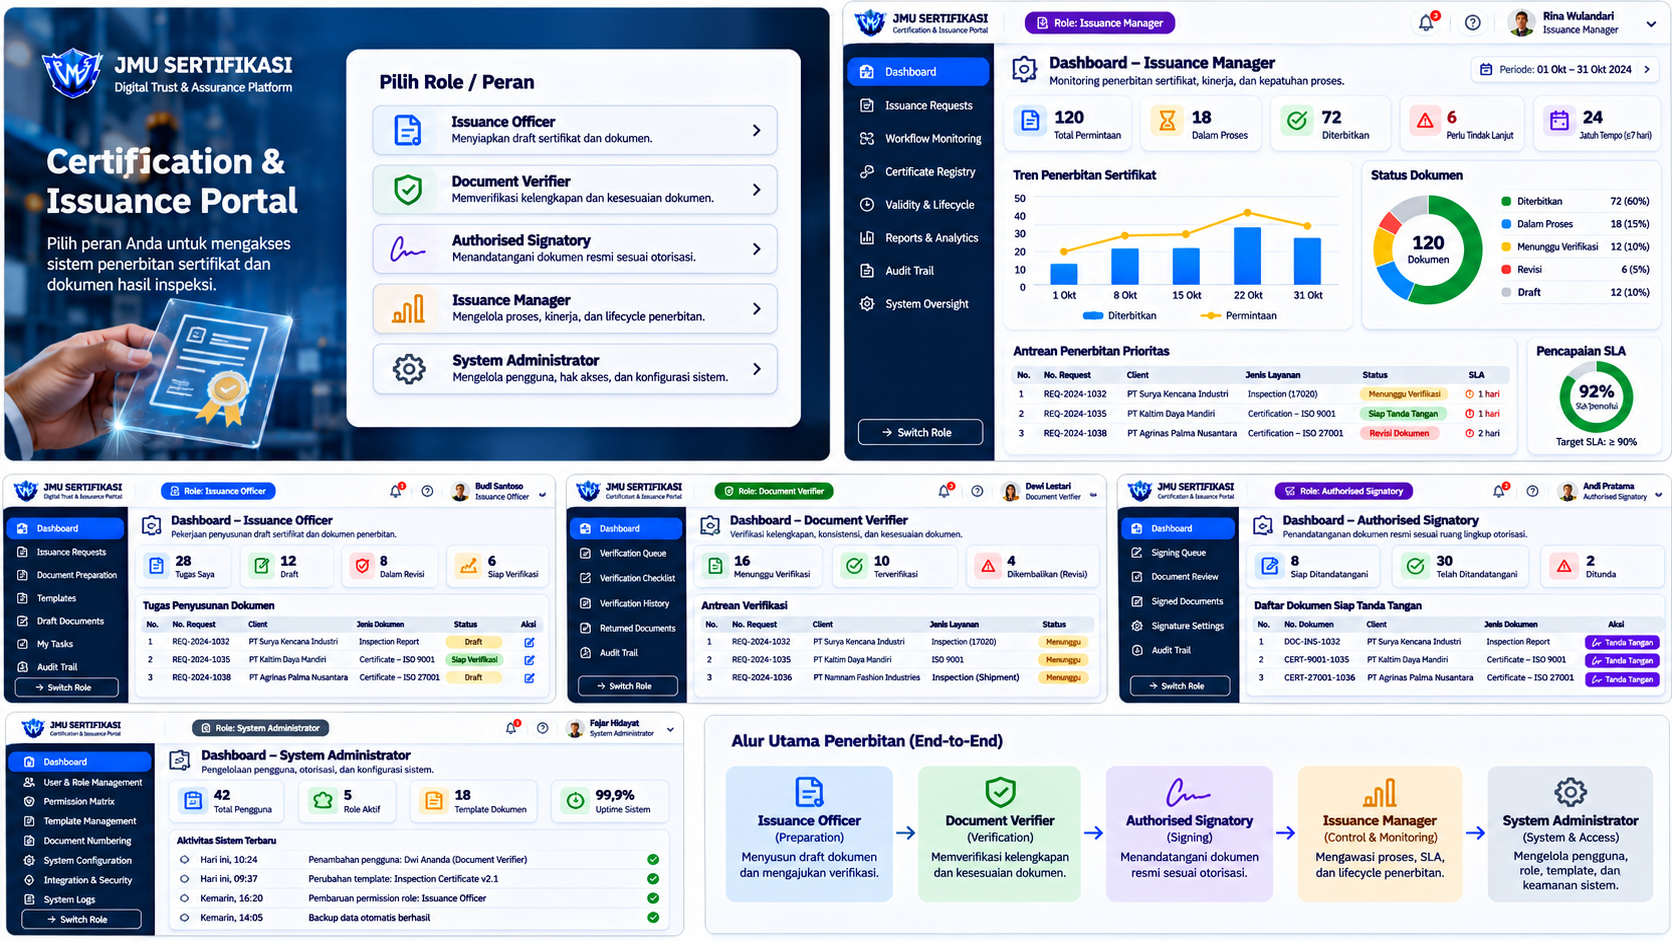 JMU SERTIFIKASI
Digital Trust & Assurance Platform
Certification &
Issuance Portal
Pilih peran Anda untuk mengakses
sistem penerbitan sertifikat dan
dokumen hasil inspeksi.
Pilih Role / Peran
Issuance Officer
Menyiapkan draft sertifikat dan dokumen.
Document Verifier
Memverifikasi kelengkapan dan kesesuaian dokumen.
Authorised Signatory
Menandatangani dokumen resmi sesuai otorisasi.
Issuance Manager
Mengelola proses, kinerja, dan lifecycle penerbitan.
System Administrator
Mengelola pengguna, hak akses, dan konfigurasi sistem.
JMU SERTIFIKASI
Certification & Issuance Portal
Role: Issuance Manager
3
Rina Wulandari
Issuance Manager
Dashboard
Issuance Requests
Workflow Monitoring
Certificate Registry
Validity & Lifecycle
Reports & Analytics
Audit Trail
System Oversight
→ Switch Role
Dashboard – Issuance Manager
Monitoring penerbitan sertifikat, kinerja, dan kepatuhan proses.
Periode: 01 Okt – 31 Okt 2024
120
Total Permintaan
18
Dalam Proses
72
Diterbitkan
6
Perlu Tindak Lanjut
24
Jatuh Tempo (≤7 hari)
Tren Penerbitan Sertifikat
50
40
30
20
10
0
1 Okt 8 Okt 15 Okt 22 Okt 31 Okt
Diterbitkan Permintaan
Status Dokumen
120
Dokumen
Diterbitkan 72 (60%)
Dalam Proses 18 (15%)
Menunggu Verifikasi 12 (10%)
Revisi 6 (5%)
Draft 12 (10%)
Antrean Penerbitan Prioritas
No. No. Request Client Jenis Layanan Status SLA
1 REQ-2024-1032 PT Surya Kencana Industri Inspection (17020) Menunggu Verifikasi 1 hari
2 REQ-2024-1035 PT Kaltim Daya Mandiri Certification – ISO 9001 Siap Tanda Tangan 1 hari
3 REQ-2024-1038 PT Agrinas Palma Nusantara Certification – ISO 27001 Revisi Dokumen 2 hari
Pencapaian SLA
92%
Target SLA: ≥ 90%
JMU SERTIFIKASI
Role: Issuance Officer
Budi Santoso
Issuance Officer
Dashboard
Issuance Requests
Document Preparation
Templates
Draft Documents
My Tasks
Audit Trail
→ Switch Role
Dashboard – Issuance Officer
Pekerjaan penyusunan draft sertifikat dan dokumen penerbitan.
28
Tugas Saya
12
Draft
8
Dalam Revisi
6
Siap Verifikasi
Tugas Penyusunan Dokumen
No. No. Request Client Jenis Dokumen Status Aksi
1 REQ-2024-1032 PT Surya Kencana Industri Inspection Report Draft
2 REQ-2024-1035 PT Kaltim Daya Mandiri Certificate – ISO 9001 Siap Verifikasi
3 REQ-2024-1038 PT Agrinas Palma Nusantara Certificate – ISO 27001 Draft
JMU SERTIFIKASI
Certification & Issuance Portal
Role: Document Verifier
Dewi Lestari
Document Verifier
Dashboard
Verification Queue
Verification Checklist
Verification History
Returned Documents
Audit Trail
→ Switch Role
Dashboard – Document Verifier
Verifikasi kelengkapan, konsistensi, dan kesesuaian dokumen.
16
Menunggu Verifikasi
10
Terverifikasi
4
Dikembalikan (Revisi)
Antrean Verifikasi
No. No. Request Client Jenis Layanan Status
1 REQ-2024-1032 PT Surya Kencana Industri Inspection (17020) Menunggu
2 REQ-2024-1035 PT Kaltim Daya Mandiri ISO 9001 Menunggu
3 REQ-2024-1036 PT Namnam Fashion Industries Inspection (Shipment) Menunggu
JMU SERTIFIKASI
Certification & Issuance Portal
Role: Authorised Signatory
Andi Pratama
Authorised Signatory
Dashboard
Signing Queue
Document Review
Signed Documents
Signature Settings
Audit Trail
→ Switch Role
Dashboard – Authorised Signatory
Penandatanganan dokumen resmi sesuai ruang lingkup otorisasi.
8
Siap Ditandatangani
30
Telah Ditandatangani
2
Ditunda
Daftar Dokumen Siap Tanda Tangan
No. No. Dokumen Client Jenis Dokumen Aksi
1 DOC-INS-1032 PT Surya Kencana Industri Inspection Report Tanda Tangan
2 CERT-9001-1035 PT Kaltim Daya Mandiri Certificate – ISO 9001 Tanda Tangan
3 CERT-27001-1036 PT Agrinas Palma Nusantara Certificate – ISO 27001 Tanda Tangan
JMU SERTIFIKASI
Certification & Issuance Portal
Role: System Administrator
Fajar Hidayat
System Administrator
Dashboard
User & Role Management
Permission Matrix
Template Management
Document Numbering
System Configuration
Integration & Security
System Logs
→ Switch Role
Dashboard – System Administrator
Pengelolaan pengguna, otorisasi, dan konfigurasi sistem.
42
Total Pengguna
5
Role Aktif
18
Template Dokumen
99,9%
Uptime Sistem
Aktivitas Sistem Terbaru
Hari ini, 10:24 Penambahan pengguna: Dwi Ananda (Document Verifier)
Hari ini, 09:37 Perubahan template: Inspection Certificate v2.1
Kemarin, 16:20 Pembaruan permission role: Issuance Officer
Kemarin, 14:05 Backup data otomatis berhasil
Alur Utama Penerbitan (End-to-End)
Issuance Officer
(Preparation)
Menyusun draft dokumen
dan mengajukan verifikasi.
Document Verifier
(Verification)
Memverifikasi kelengkapan
dan kesesuaian dokumen.
Authorised Signatory
(Signing)
Menandatangani dokumen
resmi sesuai otorisasi.
Issuance Manager
(Control & Monitoring)
Mengawasi proses, SLA,
dan lifecycle penerbitan.
System Administrator
(System & Access)
Mengelola pengguna,
role, template, dan
keamanan sistem.